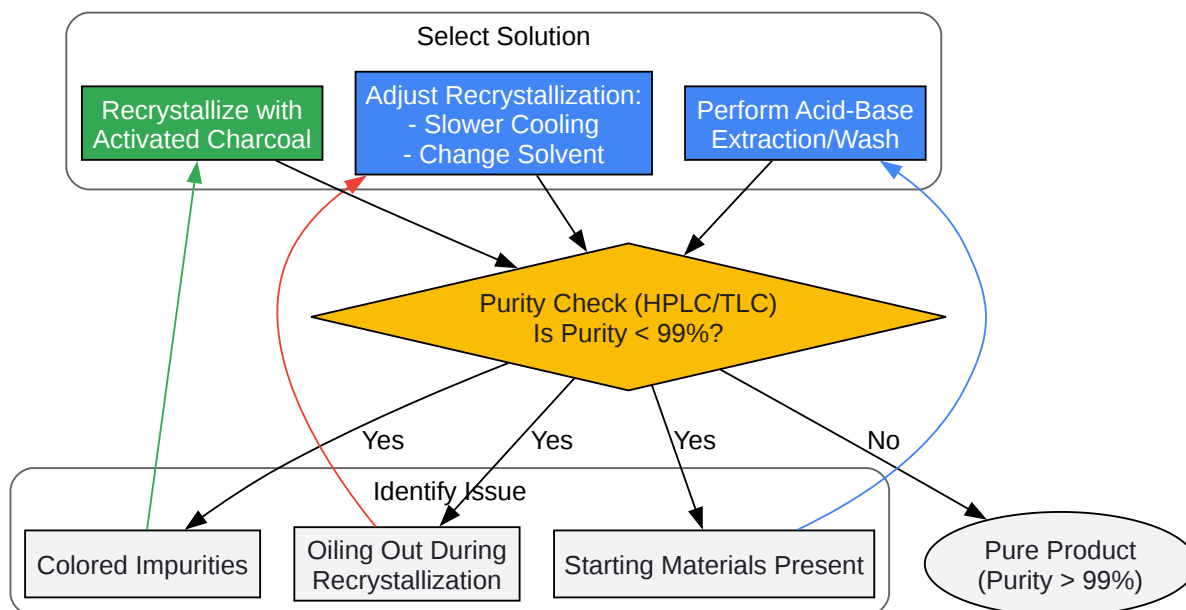 Select Solution
Recrystallize with
Activated Charcoal
Adjust Recrystallization:
- Slower Cooling
- Change Solvent
Perform Acid-Base
Extraction/Wash
Purity Check (HPLC/TLC)
Is Purity < 99%?
Yes
Yes
Yes
No
Identify Issue
Colored Impurities
Oiling Out During
Recrystallization
Starting Materials Present
Pure Product
(Purity > 99%)